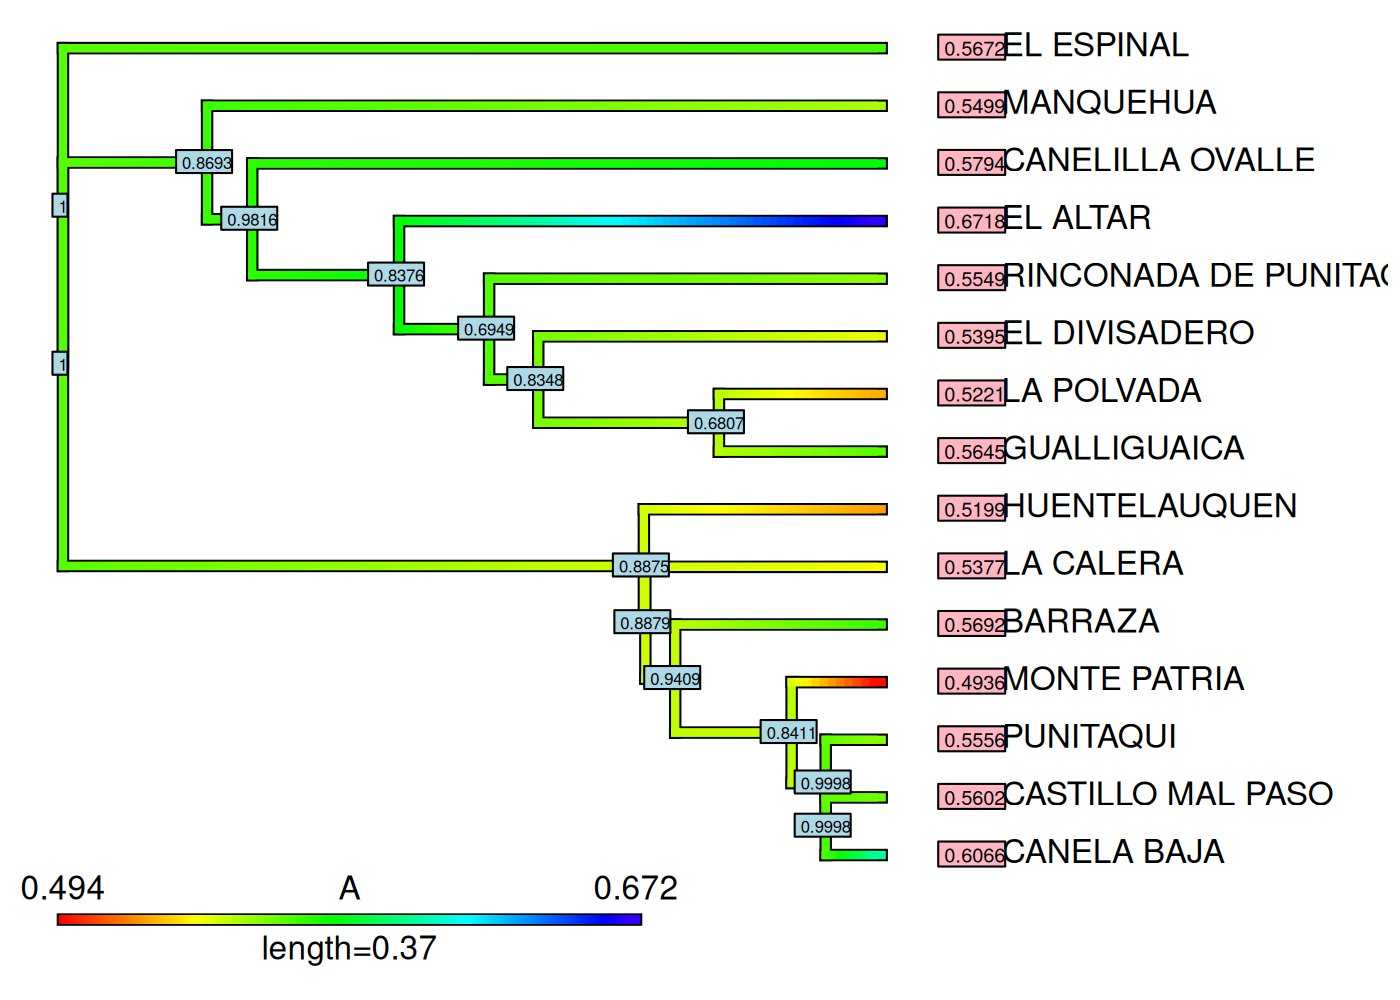 0.5672 EL ESPINAL
0.5499 MANQUEHUA
0.8693
0.5794 CANELILLA OVALLE
1
0.9816
0.6718 EL ALTAR
0.8376
0.5549 RINCONADA DE PUNITAQ
0.6949
0.5395 EL DIVISADERO
1
0.8348
0.5221 LA POLVADA
0.6807
0.5645 GUALLIGUAICA
0.5199 HUENTELAUQUEN
0.8875
0.5377 LA CALERA
0.8879
0.5692 BARRAZA
0.9409
0.4936 MONTE PATRIA
0.8411
0.5556 PUNITAQUI
0.9998
0.5602 CASTILLO MAL PASO
0.9998
0.6066 CANELA BAJA
0.494 A 0.672
length=0.37